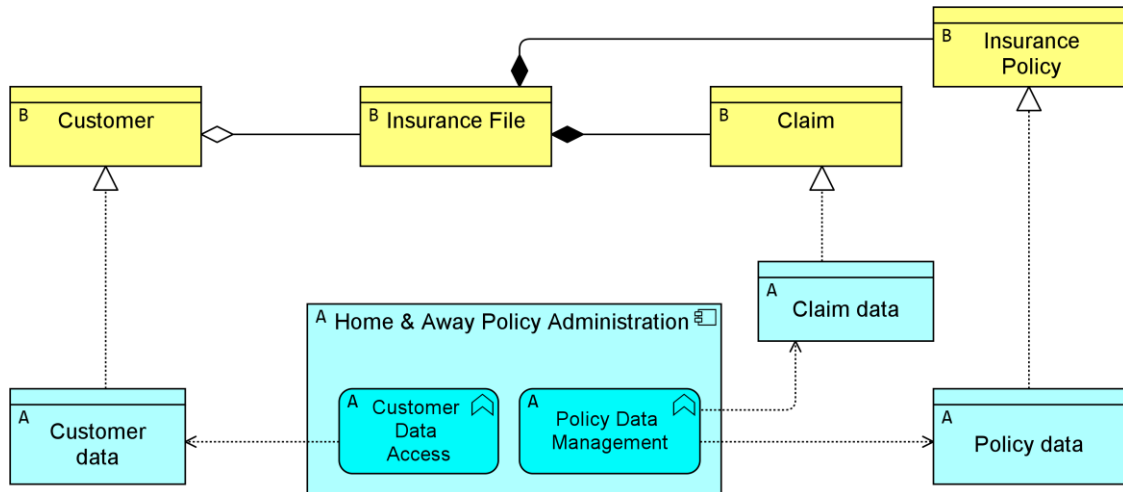 B
Insurance
Policy
B
Customer
B
Insurance File
B
Claim
A
Claim data
A
Home & Away Policy Administration
A
Customer
data
A
Customer
Data
Access
A
Policy Data
Management
A
Policy data